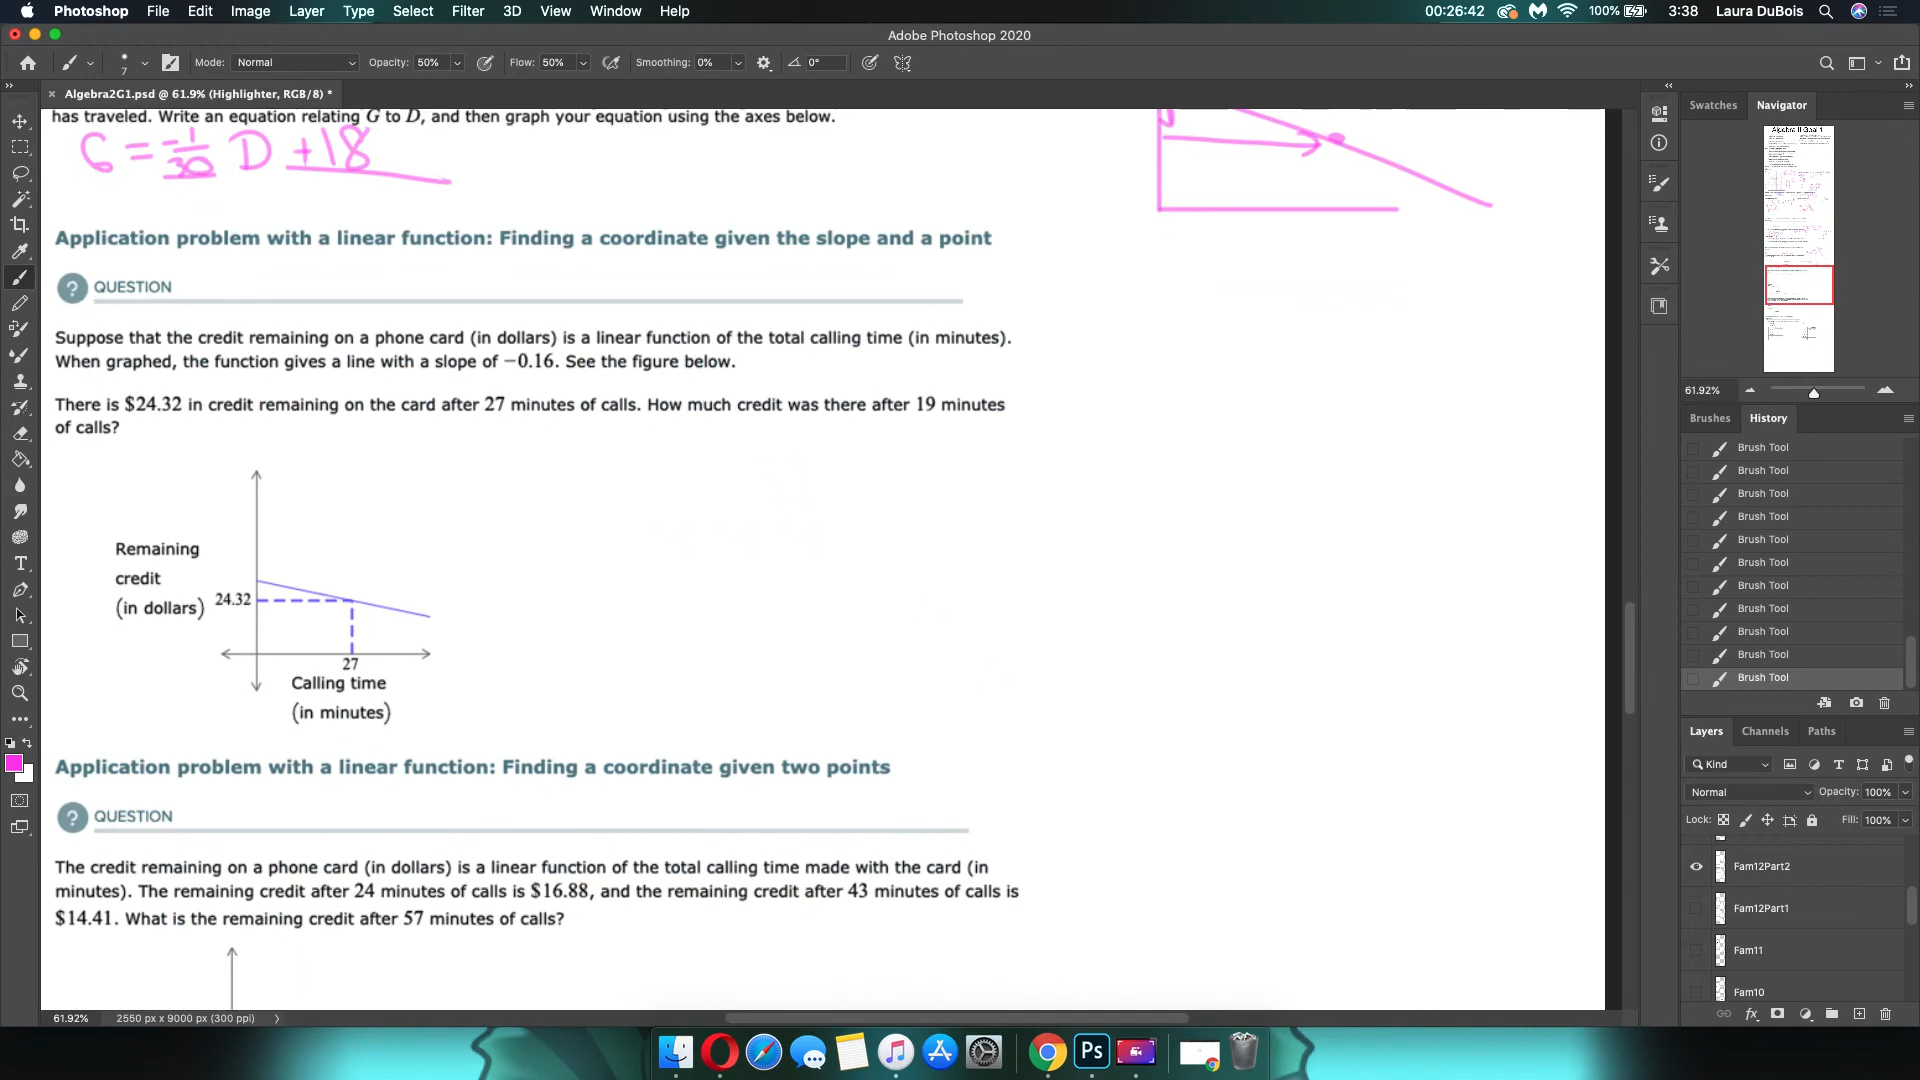 Photoshop File Edit Image Layer Type Select Filter 3D View Window Help 00:26:42 100% 3:38 Laura DuBois
Adobe Photoshop 2020
7 Mode: Normal Opacity: 50% Flow: 50% Smoothing: 0% 0°
Algebra2G1.psd @ 61.9% (Highlighter, RGB/8) *
has traveled. Write an equation relating G to D, and then graph your equation using the axes below.
G = -1/30 D +18
Application problem with a linear function: Finding a coordinate given the slope and a point
? QUESTION
Suppose that the credit remaining on a phone card (in dollars) is a linear function of the total calling time (in minutes).
When graphed, the function gives a line with a slope of −0.16. See the figure below.
There is $24.32 in credit remaining on the card after 27 minutes of calls. How much credit was there after 19 minutes
of calls?
Remaining
credit
(in dollars)
24.32
27
Calling time
(in minutes)
Application problem with a linear function: Finding a coordinate given two points
? QUESTION
The credit remaining on a phone card (in dollars) is a linear function of the total calling time made with the card (in
minutes). The remaining credit after 24 minutes of calls is $16.88, and the remaining credit after 43 minutes of calls is
$14.41. What is the remaining credit after 57 minutes of calls?
61.92% 2550 px x 9000 px (300 ppi)
Swatches Navigator
Algebra II Goal 1
61.92%
Brushes History
Brush Tool
Brush Tool
Brush Tool
Brush Tool
Brush Tool
Brush Tool
Brush Tool
Brush Tool
Brush Tool
Brush Tool
Brush Tool
Layers Channels Paths
Kind
Normal Opacity: 100%
Lock: Fill: 100%
Fam12Part2
Fam12Part1
Fam11
Fam10
Ps